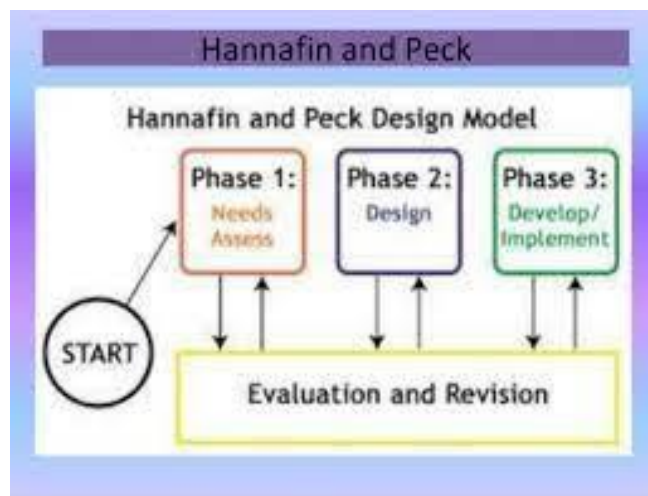 Hannafin and Peck
Hannafin and Peck Design Model
Phase 1:
Needs
Assess
Phase 2:
Design
Phase 3:
Develop/
Implement
START
Evaluation and Revision